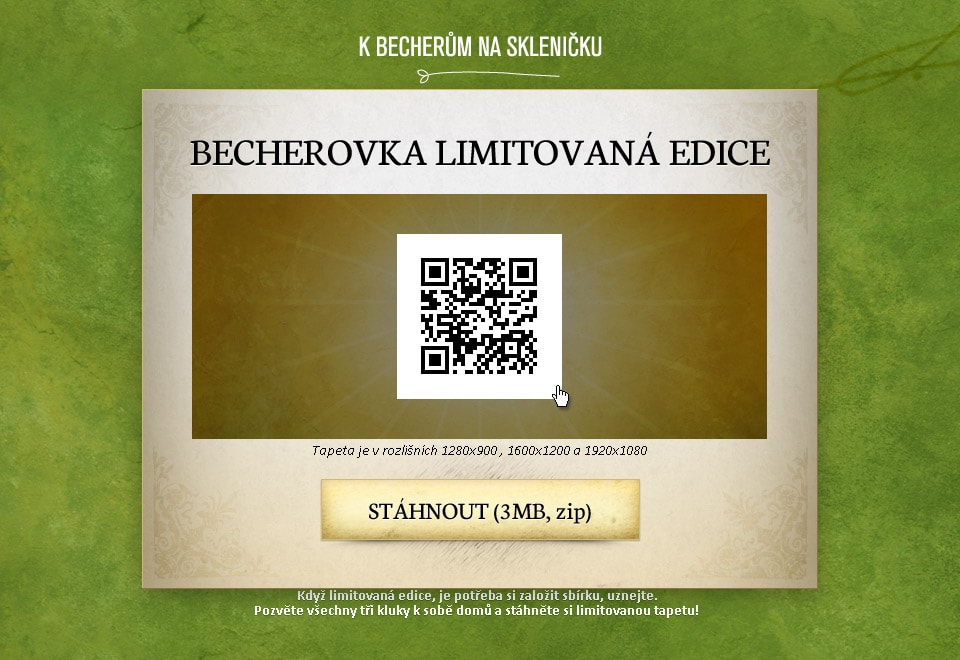 K BECHERŮM NA SKLENIČKU
BECHEROVKA LIMITOVANÁ EDICE
Tapeta je v rozlišních 1280x900 , 1600x1200 a 1920x1080
STÁHNOUT (3MB, zip)
Když limitovaná edice, je potřeba si založit sbírku, uznejte.
Pozvěte všechny tři kluky k sobě domů a stáhněte si limitovanou tapetu!